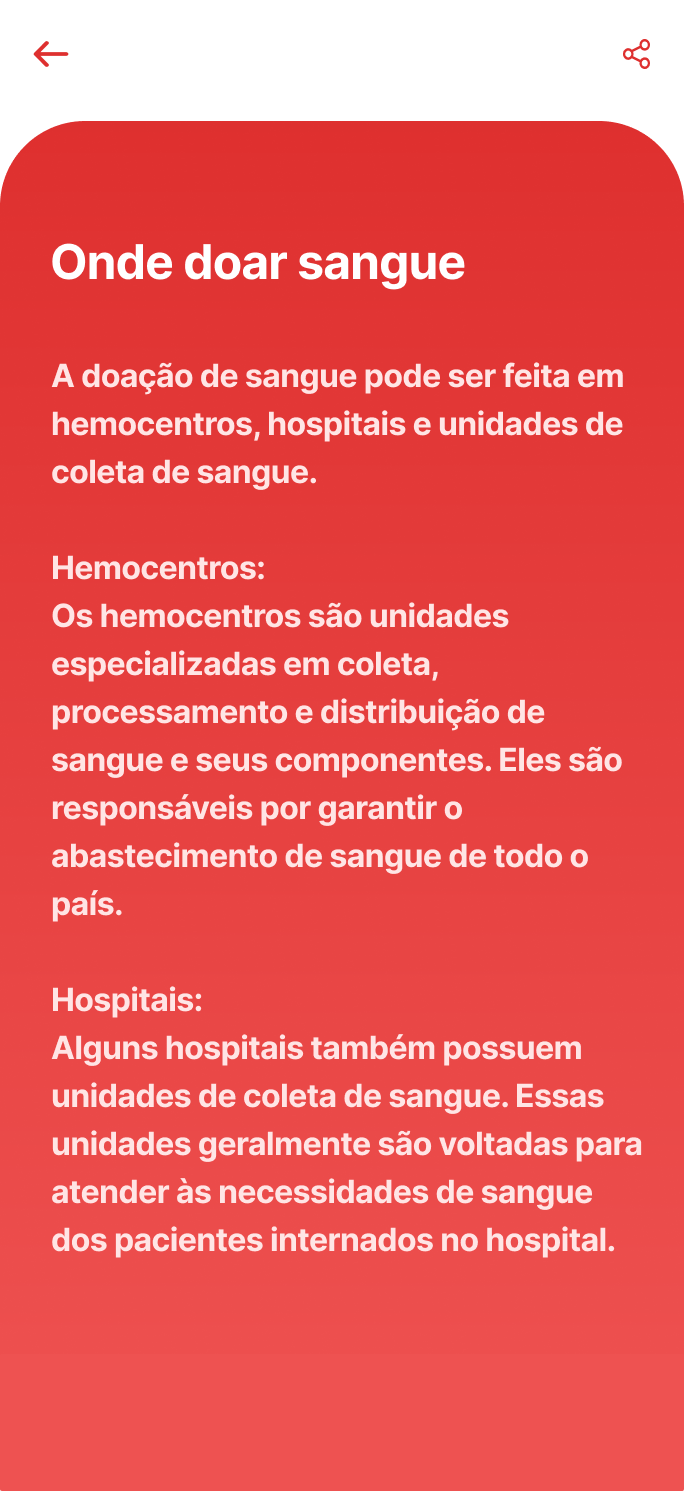 Onde doar sangue
A doação de sangue pode ser feita em
hemocentros, hospitais e unidades de
coleta de sangue.
Hemocentros:
Os hemocentros são unidades
especializadas em coleta,
processamento e distribuição de
sangue e seus componentes. Eles são
responsáveis por garantir o
abastecimento de sangue de todo o
país.
Hospitais:
Alguns hospitais também possuem
unidades de coleta de sangue. Essas
unidades geralmente são voltadas para
atender às necessidades de sangue
dos pacientes internados no hospital.